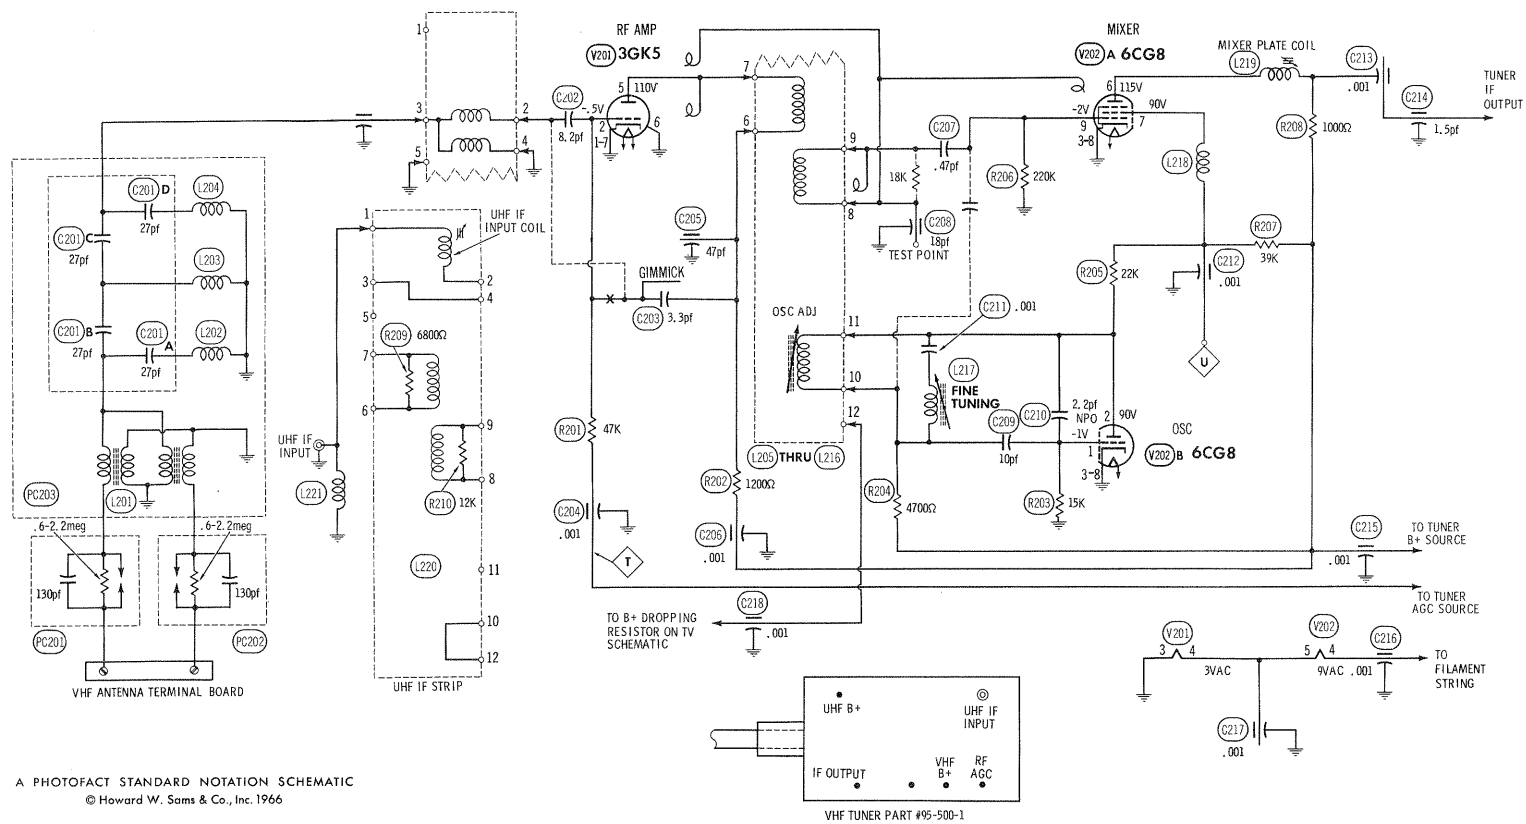 RF AMP
V201 3GK5
MIXER
V202 A 6CG8
MIXER PLATE COIL
L219
C213
.001
C214
1.5pf
TUNER
IF
OUTPUT
R208
1000Ω
1
3
2
5
4
C202
8.2pf
-.5V
5
110V
2
1-7
6
7
6
9
8
C207
.47pf
18K
C208
18pf
TEST POINT
R206
220K
6
115V
-2V
9
3-8
90V
7
L218
R207
39K
C212
.001
U
C201 D
27pf
L204
C201 C
27pf
L203
C201 B
27pf
C201 A
27pf
L202
PC203
L201
.6-2.2meg
.6-2.2meg
130pf
130pf
PC201
PC202
VHF ANTENNA TERMINAL BOARD
UHF IF
INPUT
L221
1
UHF IF
INPUT COIL
3
2
4
5
R209 6800Ω
7
6
9
8
R210 12K
L220
11
10
12
UHF IF STRIP
C205
47pf
GIMMICK
C203 3.3pf
R201 47K
C204
.001
T
R202
1200Ω
C206
.001
OSC ADJ
11
10
12
L205 THRU L216
C211 .001
L217
FINE
TUNING
R205 22K
C209
10pf
C210
2.2pf
NPO
2
90V
-1V
1
3-8
OSC
V202 B 6CG8
R204
4700Ω
R203
15K
C215
.001
TO TUNER
B+ SOURCE
TO TUNER
AGC SOURCE
TO B+ DROPPING
RESISTOR ON TV
SCHEMATIC
C218
.001
V201
3 4
3VAC
V202
5 4
9VAC .001
C216
TO
FILAMENT
STRING
C217
.001
UHF B+
UHF IF
INPUT
IF OUTPUT
VHF
B+
RF
AGC
VHF TUNER PART #95-500-1
A PHOTOFACT STANDARD NOTATION SCHEMATIC
© Howard W. Sams & Co., Inc. 1966